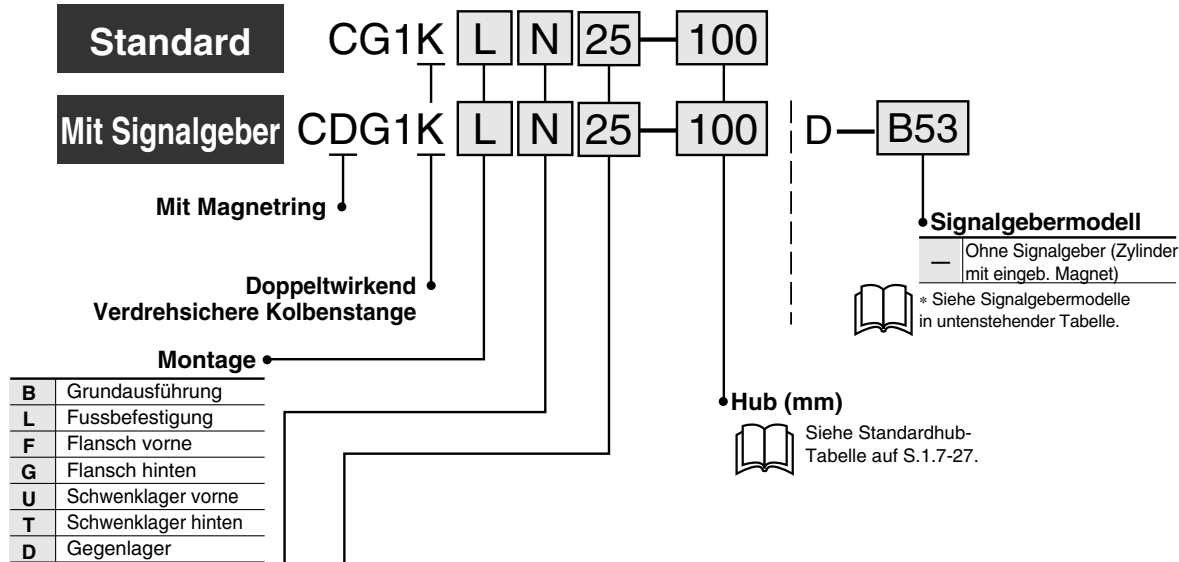 Standard CG1K L N 25 — 100
Mit Signalgeber CDG1K L N 25 — 100 D — B53
Mit Magnetring
Signalgebermodell
— Ohne Signalgeber (Zylinder
mit eingeb. Magnet)
Doppeltwirkend
Verdrehsichere Kolbenstange
* Siehe Signalgebermodelle
in untenstehender Tabelle.
Montage
B Grundausführung
L Fussbefestigung
F Flansch vorne
G Flansch hinten
U Schwenklager vorne
T Schwenklager hinten
D Gegenlager
Hub (mm)
Siehe Standardhub-
Tabelle auf S.1.7-27.